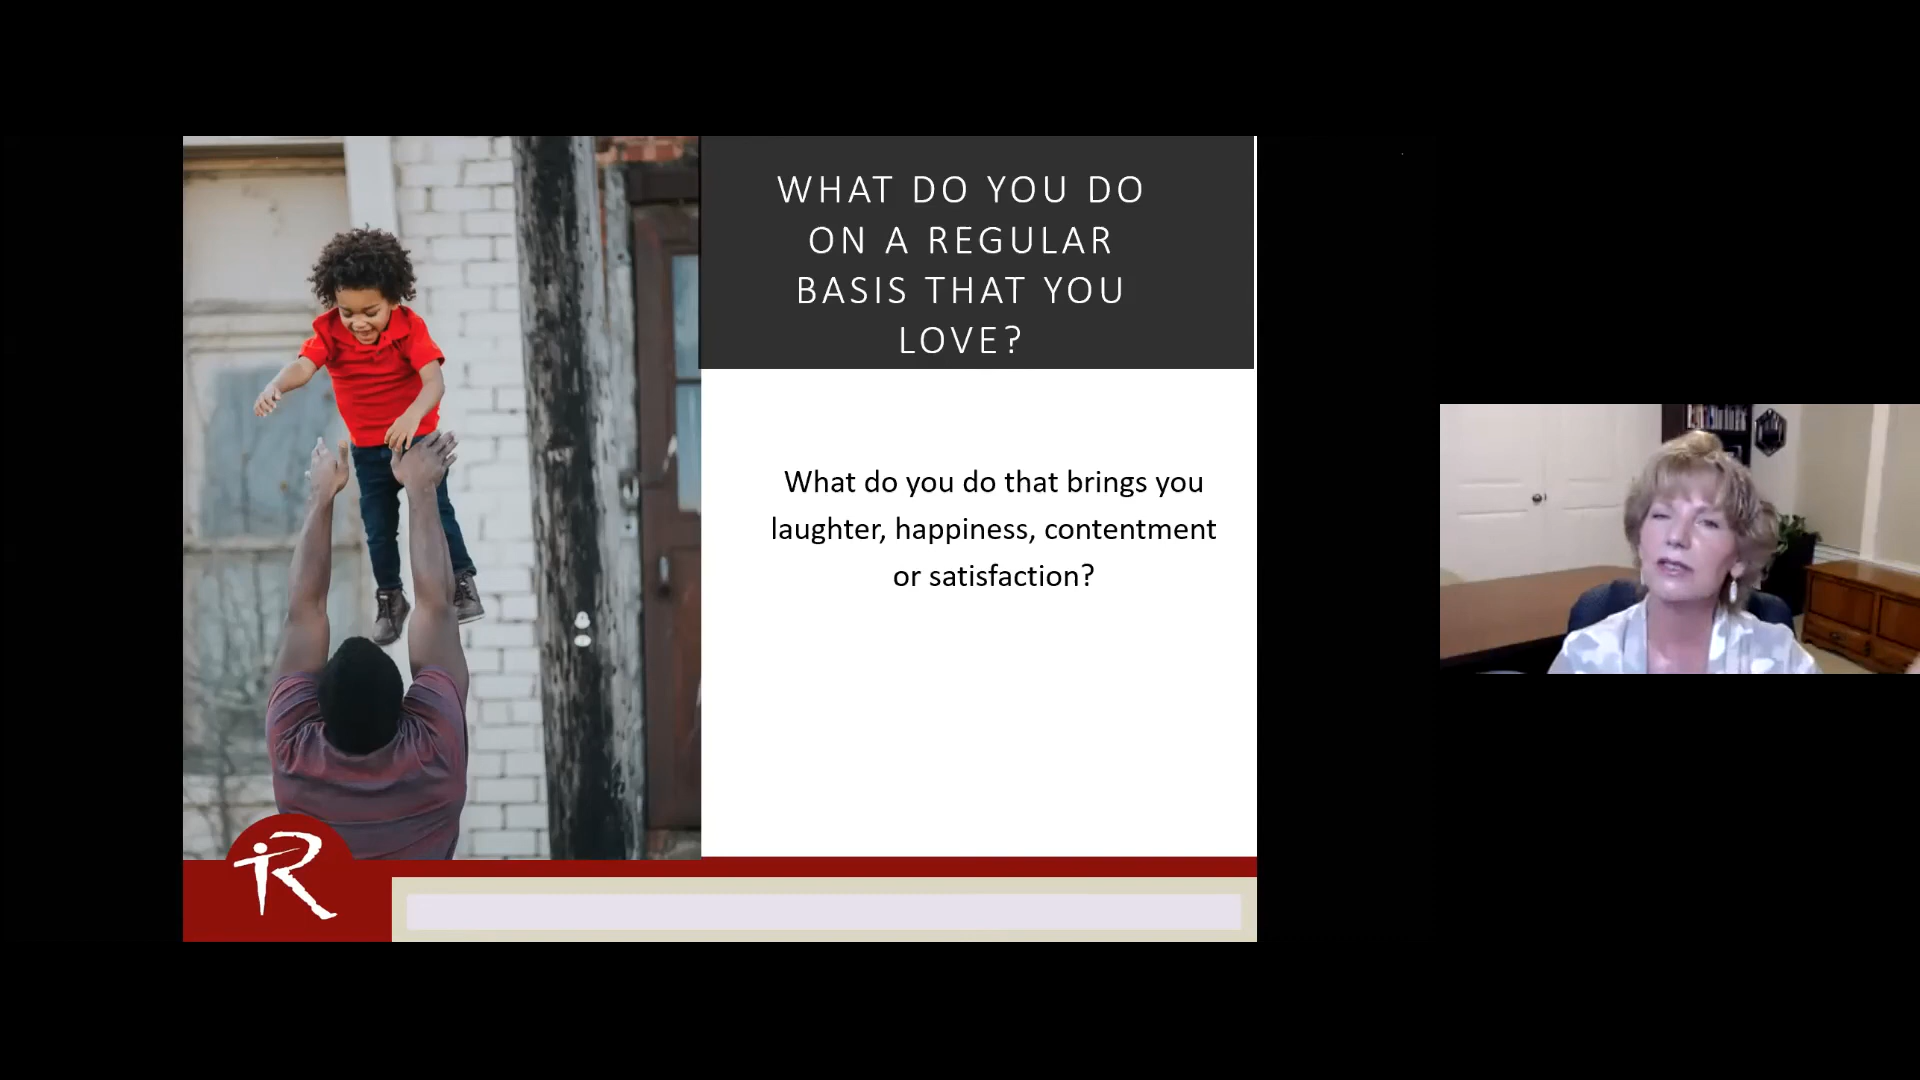 WHAT DO YOU DO
ON A REGULAR
BASIS THAT YOU
LOVE?
What do you do that brings you
laughter, happiness, contentment
or satisfaction?
R